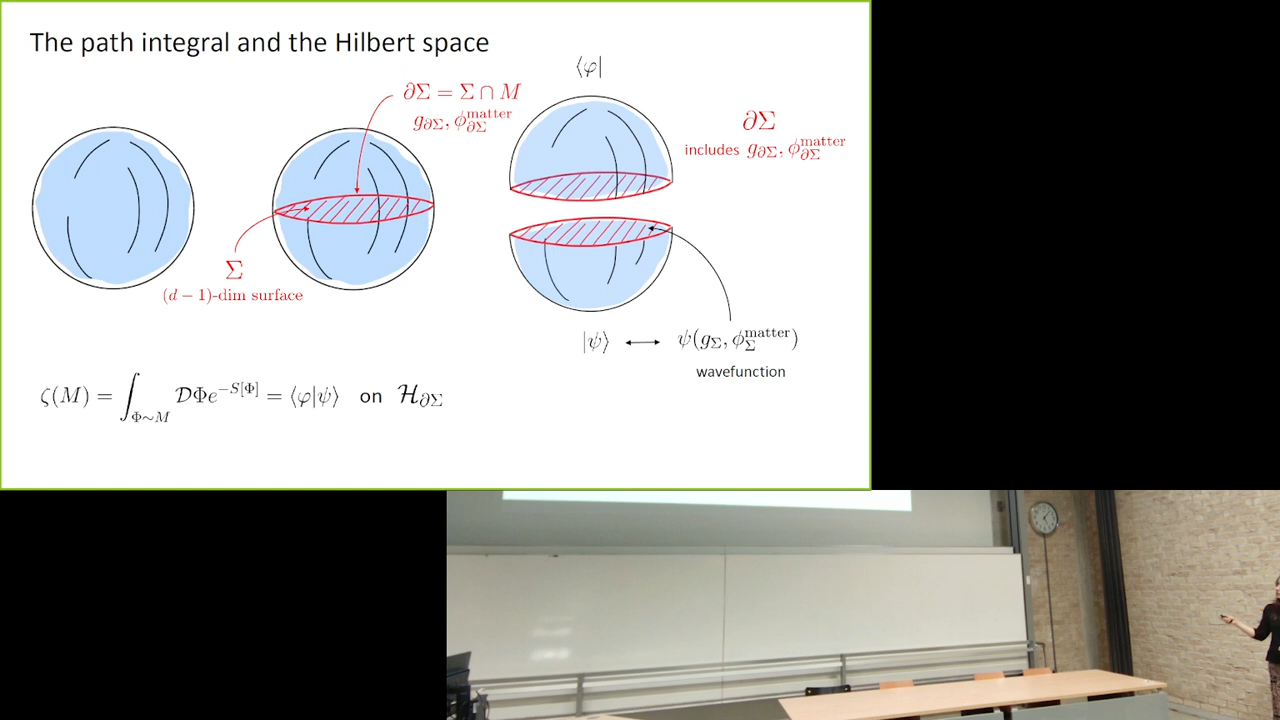 The path integral and the Hilbert space
⟨φ|
∂Σ = Σ ∩ M
g_∂Σ, ϕ_∂Σ^matter
∂Σ
includes g_∂Σ, ϕ_∂Σ^matter
Σ
(d − 1)-dim surface
|ψ⟩ ⟷ ψ(g_Σ, ϕ_Σ^matter)
wavefunction
ζ(M) = ∫_{Φ∼M} 𝒟Φe^{−S[Φ]} = ⟨φ|ψ⟩ on ℋ_∂Σ